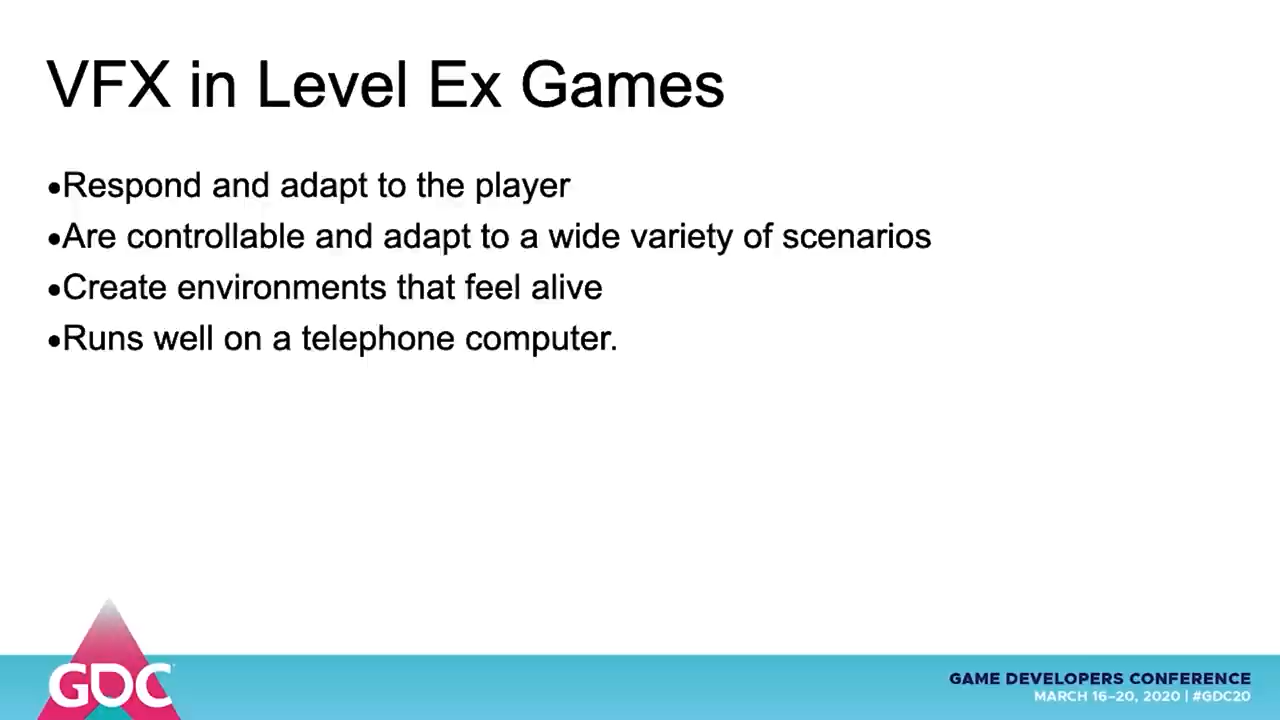 VFX in Level Ex Games
•Respond and adapt to the player
•Are controllable and adapt to a wide variety of scenarios
•Create environments that feel alive
•Runs well on a telephone computer.
GDC
GAME DEVELOPERS CONFERENCE
MARCH 16–20, 2020 | #GDC20